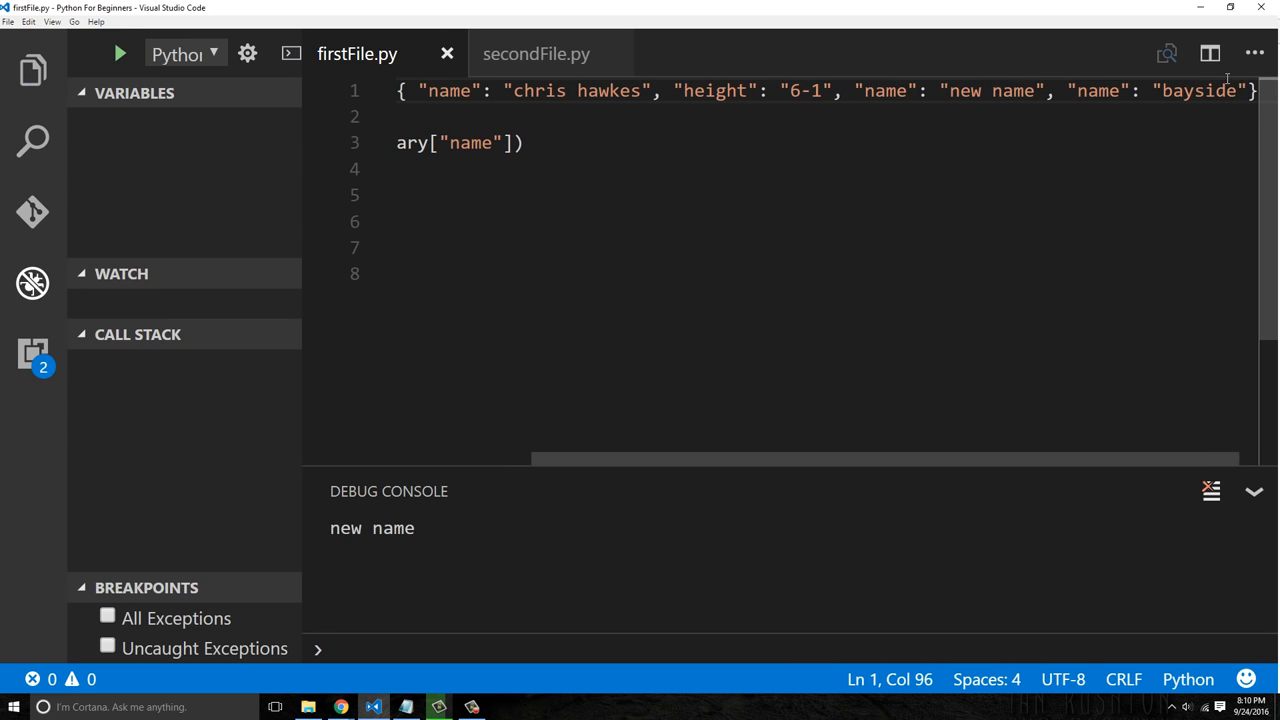 firstFile.py - Python For Beginners - Visual Studio Code
File Edit View Go Help
Pythor
firstFile.py
secondFile.py
VARIABLES
WATCH
CALL STACK
2
BREAKPOINTS
All Exceptions
Uncaught Exceptions
1 { "name": "chris hawkes", "height": "6-1", "name": "new name", "name": "bayside"}
2
3 ary["name"])
4
5
6
7
8
DEBUG CONSOLE
new name
0 0
Ln 1, Col 96 Spaces: 4 UTF-8 CRLF Python
I'm Cortana. Ask me anything.
8:10 PM
9/24/2016